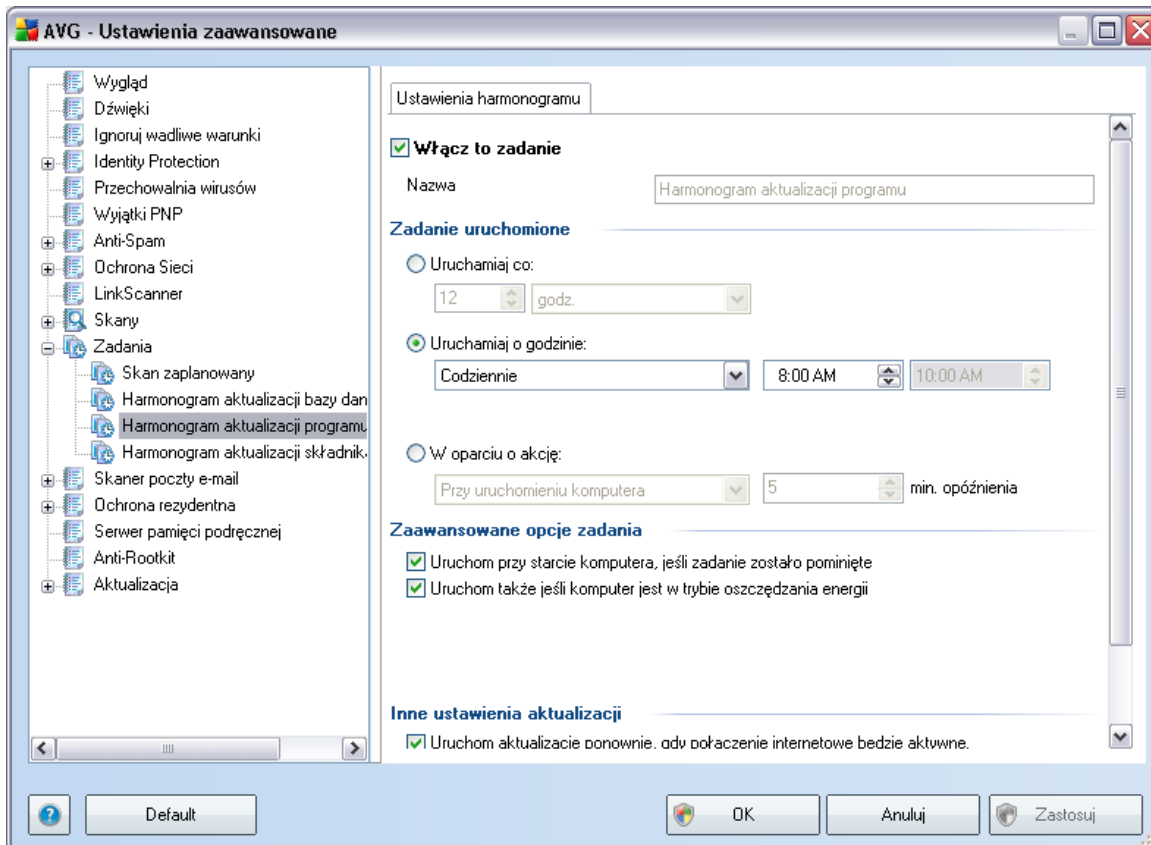 AVG - Ustawienia zaawansowane
Wygląd
Dźwięki
Ignoruj wadliwe warunki
Identity Protection
Przechowalnia wirusów
Wyjątki PNP
Anti-Spam
Ochrona Sieci
LinkScanner
Skany
Zadania
Skan zaplanowany
Harmonogram aktualizacji bazy dan
Harmonogram aktualizacji programu
Harmonogram aktualizacji składnik
Skaner poczty e-mail
Ochrona rezydentna
Serwer pamięci podręcznej
Anti-Rootkit
Aktualizacja
Ustawienia harmonogramu
Włącz to zadanie
Nazwa Harmonogram aktualizacji programu
Zadanie uruchomione
Uruchamiaj co:
12 godz.
Uruchamiaj o godzinie:
Codziennie 8:00 AM 10:00 AM
W oparciu o akcję:
Przy uruchomieniu komputera 5 min. opóźnienia
Zaawansowane opcje zadania
Uruchom przy starcie komputera, jeśli zadanie zostało pominięte
Uruchom także jeśli komputer jest w trybie oszczędzania energii
Inne ustawienia aktualizacji
Uruchom aktualizację ponownie, gdy połączenie internetowe będzie aktywne.
? Default OK Anuluj Zastosuj